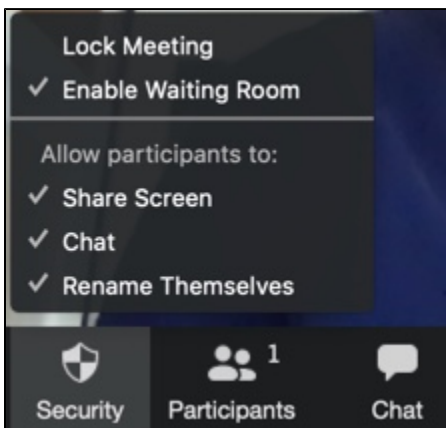 Lock Meeting
✓ Enable Waiting Room
Allow participants to:
✓ Share Screen
✓ Chat
✓ Rename Themselves
1
Security Participants Chat